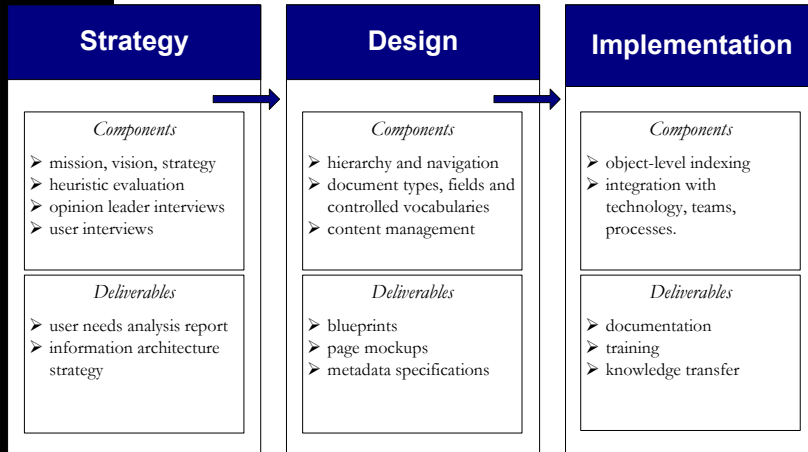 Strategy
Components
➢ mission, vision, strategy
➢ heuristic evaluation
➢ opinion leader interviews
➢ user interviews
Deliverables
➢ user needs analysis report
➢ information architecture
strategy
Design
Components
➢ hierarchy and navigation
➢ document types, fields and
controlled vocabularies
➢ content management
Deliverables
➢ blueprints
➢ page mockups
➢ metadata specifications
Implementation
Components
➢ object-level indexing
➢ integration with
technology, teams,
processes.
Deliverables
➢ documentation
➢ training
➢ knowledge transfer